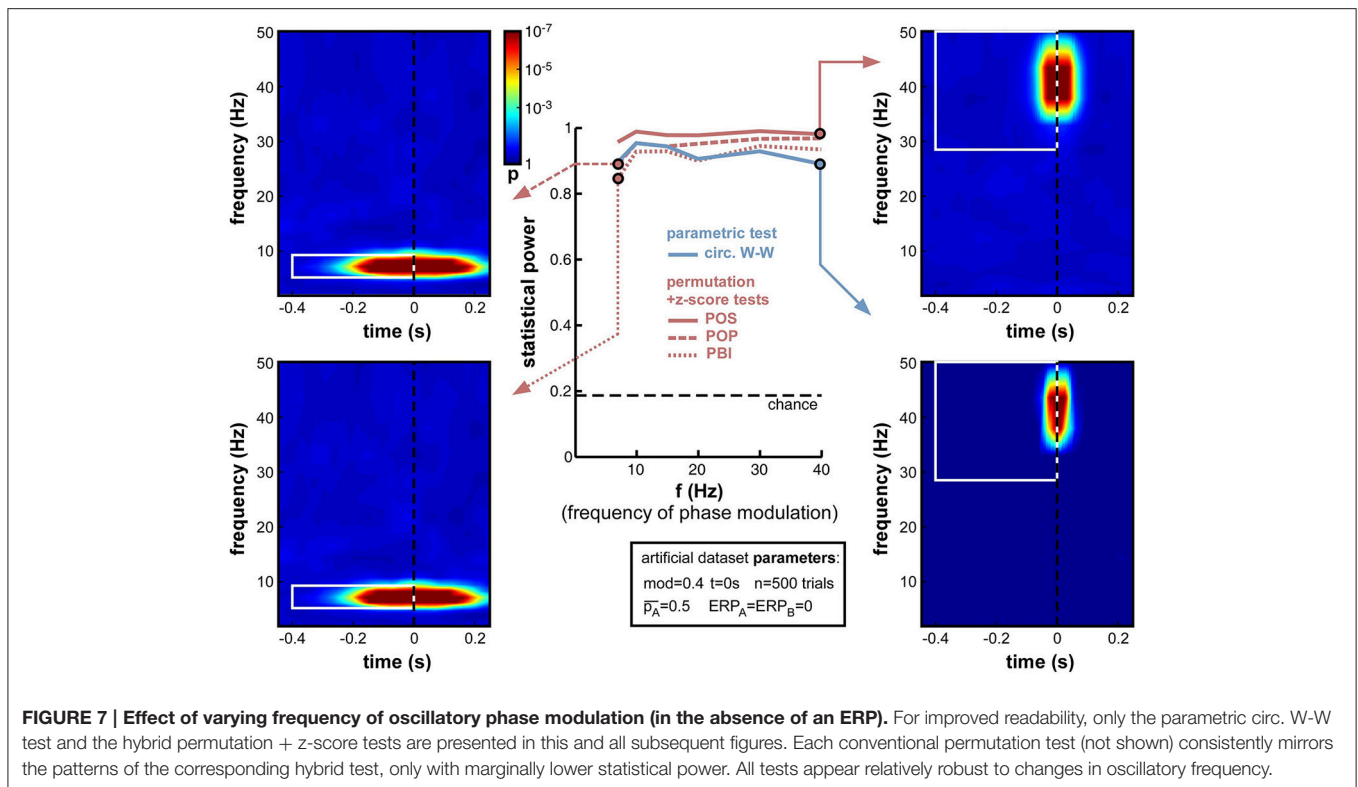 50
40
30
20
10
frequency (Hz)
-0.4 -0.2 0 0.2
time (s)
10-7
10-5
10-3
1
p
50
40
30
20
10
frequency (Hz)
-0.4 -0.2 0 0.2
time (s)
1
0.8
0.6
0.4
0.2
0
statistical power
parametric test
circ. W-W
permutation
+z-score tests
POS
POP
PBI
chance
10 20 30 40
f (Hz)
(frequency of phase modulation)
artificial dataset parameters:
mod=0.4 t=0s n=500 trials
p̅A=0.5 ERPA=ERPB=0
50
40
30
20
10
frequency (Hz)
-0.4 -0.2 0 0.2
time (s)
50
40
30
20
10
frequency (Hz)
-0.4 -0.2 0 0.2
time (s)
FIGURE 7 | Effect of varying frequency of oscillatory phase modulation (in the absence of an ERP). For improved readability, only the parametric circ. W-W
test and the hybrid permutation + z-score tests are presented in this and all subsequent figures. Each conventional permutation test (not shown) consistently mirrors
the patterns of the corresponding hybrid test, only with marginally lower statistical power. All tests appear relatively robust to changes in oscillatory frequency.